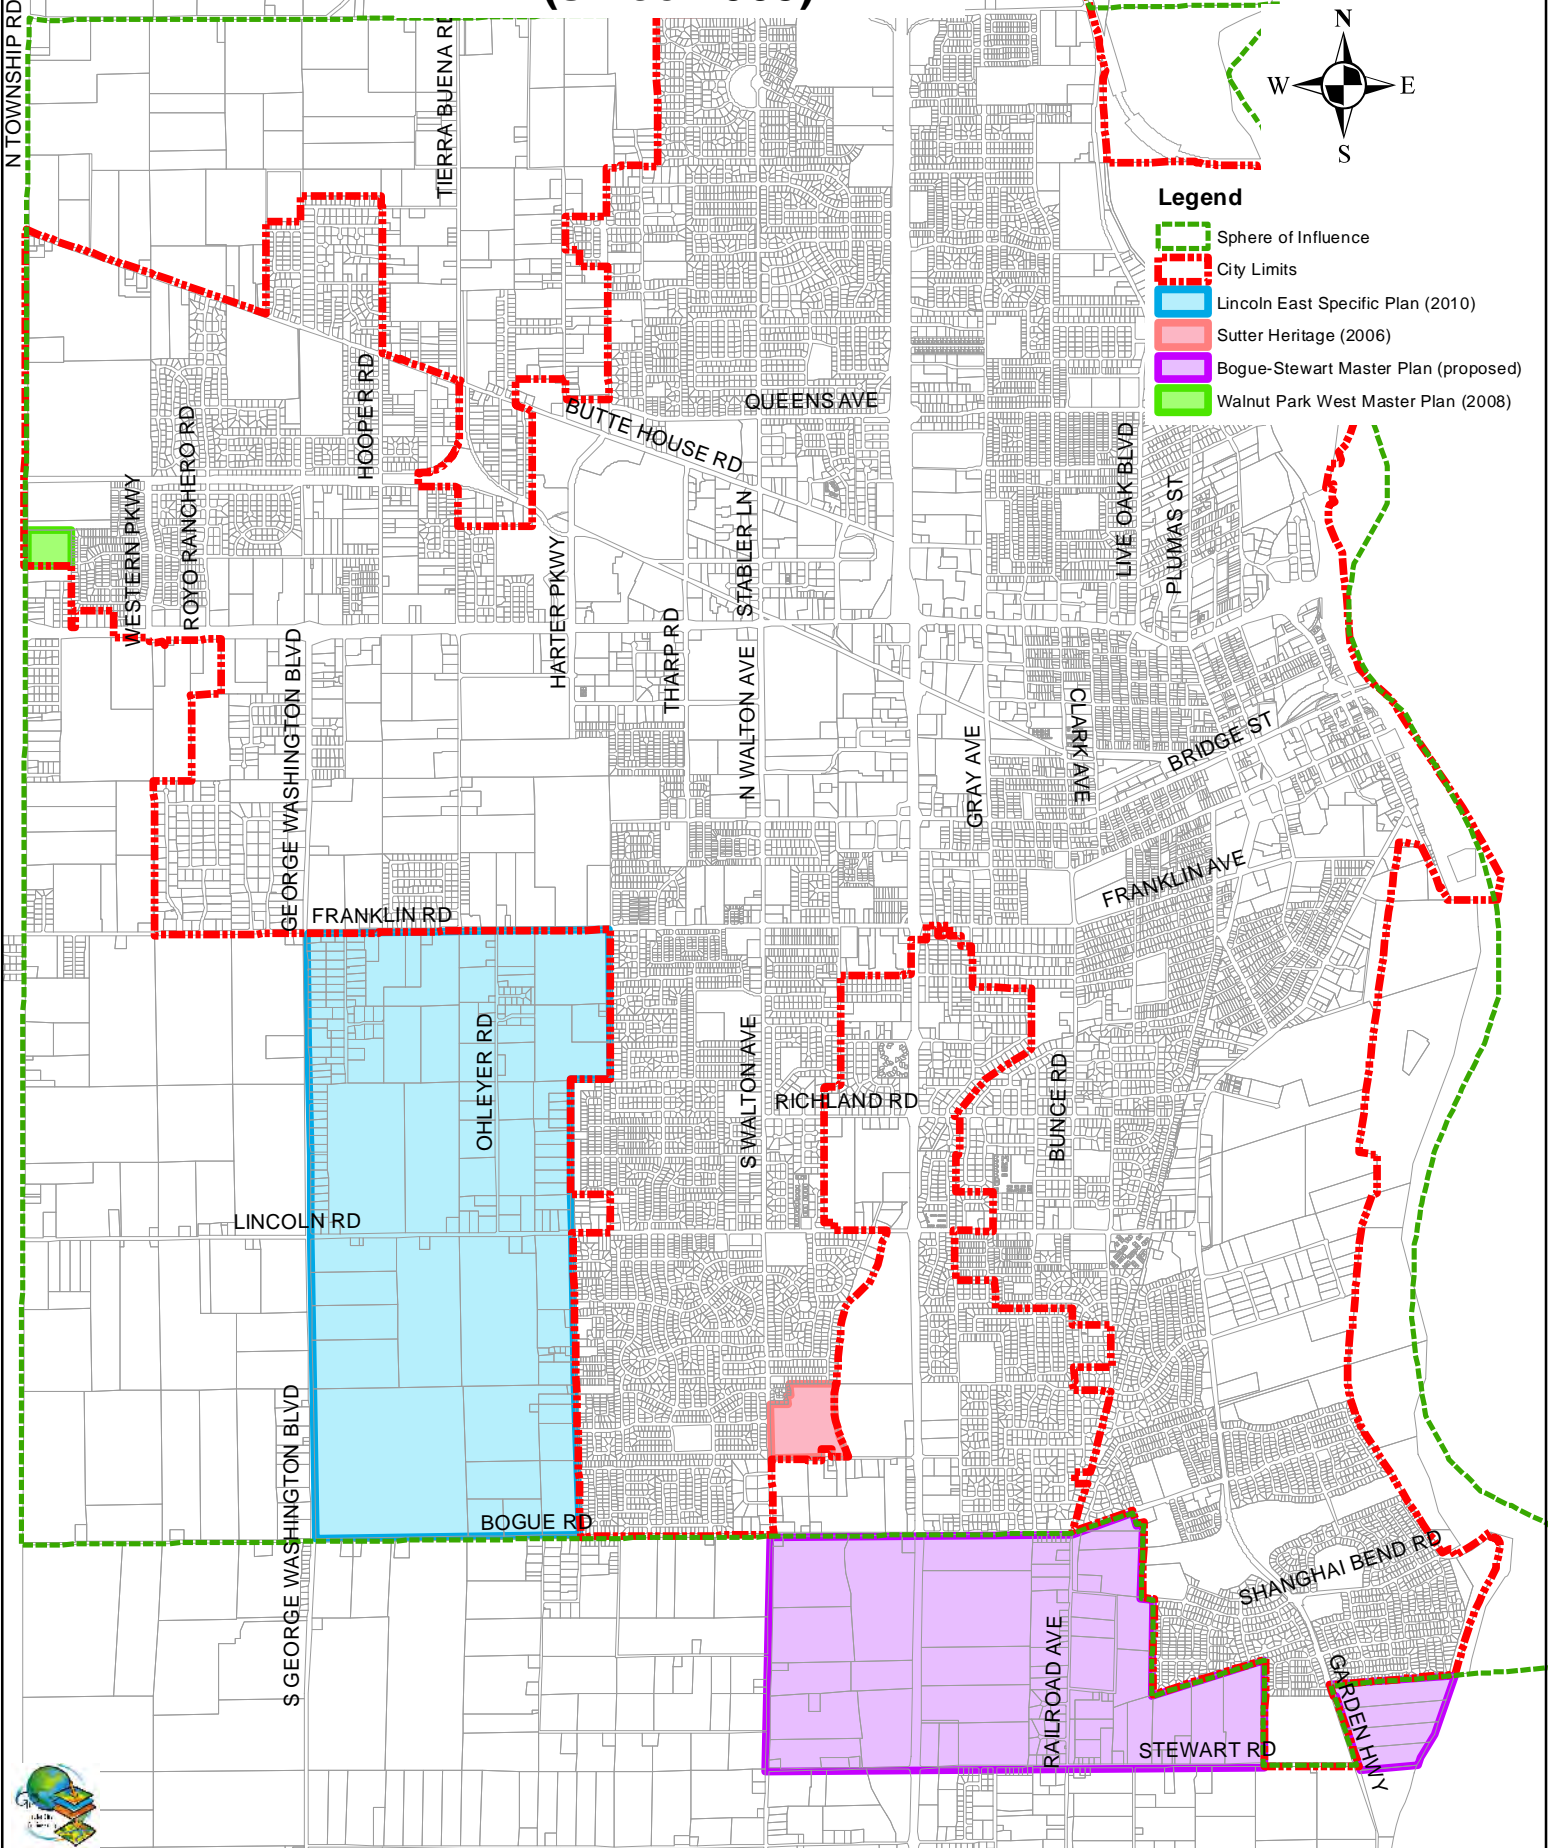 N TOWNSHIP RD
TIERRA BUENA RD
N
W
E
S
Legend
Sphere of Influence
City Limits
Lincoln East Specific Plan (2010)
Sutter Heritage (2006)
Bogue-Stewart Master Plan (proposed)
Walnut Park West Master Plan (2008)
HOOPER RD
QUEENS AVE
BUTTE HOUSE RD
ROYO RANCHERO RD
WESTERN PKWY
STABLER LN
LIVE OAK BLVD
PLUMAS ST
HARTER PKWY
THARP RD
GEORGE WASHINGTON BLVD
N WALTON AVE
CLARK AVE
GRAY AVE
BRIDGE ST
FRANKLIN AVE
FRANKLIN RD
OHLEYER RD
S WALTON AVE
RICHLAND RD
BUNCE RD
LINCOLN RD
S GEORGE WASHINGTON BLVD
BOGUE RD
SHANGHAI BEND RD
RAILROAD AVE
GARDEN HWY
STEWART RD